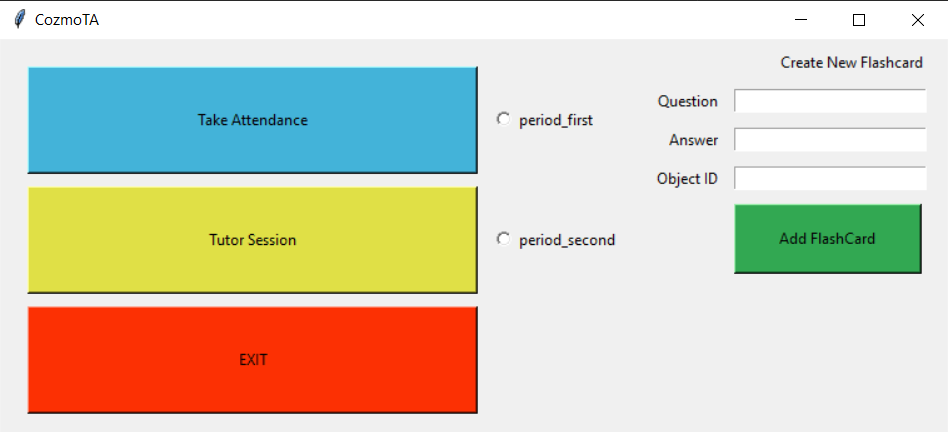 CozmoTA
Take Attendance
Tutor Session
EXIT
period_first
period_second
Create New Flashcard
Question
Answer
Object ID
Add FlashCard